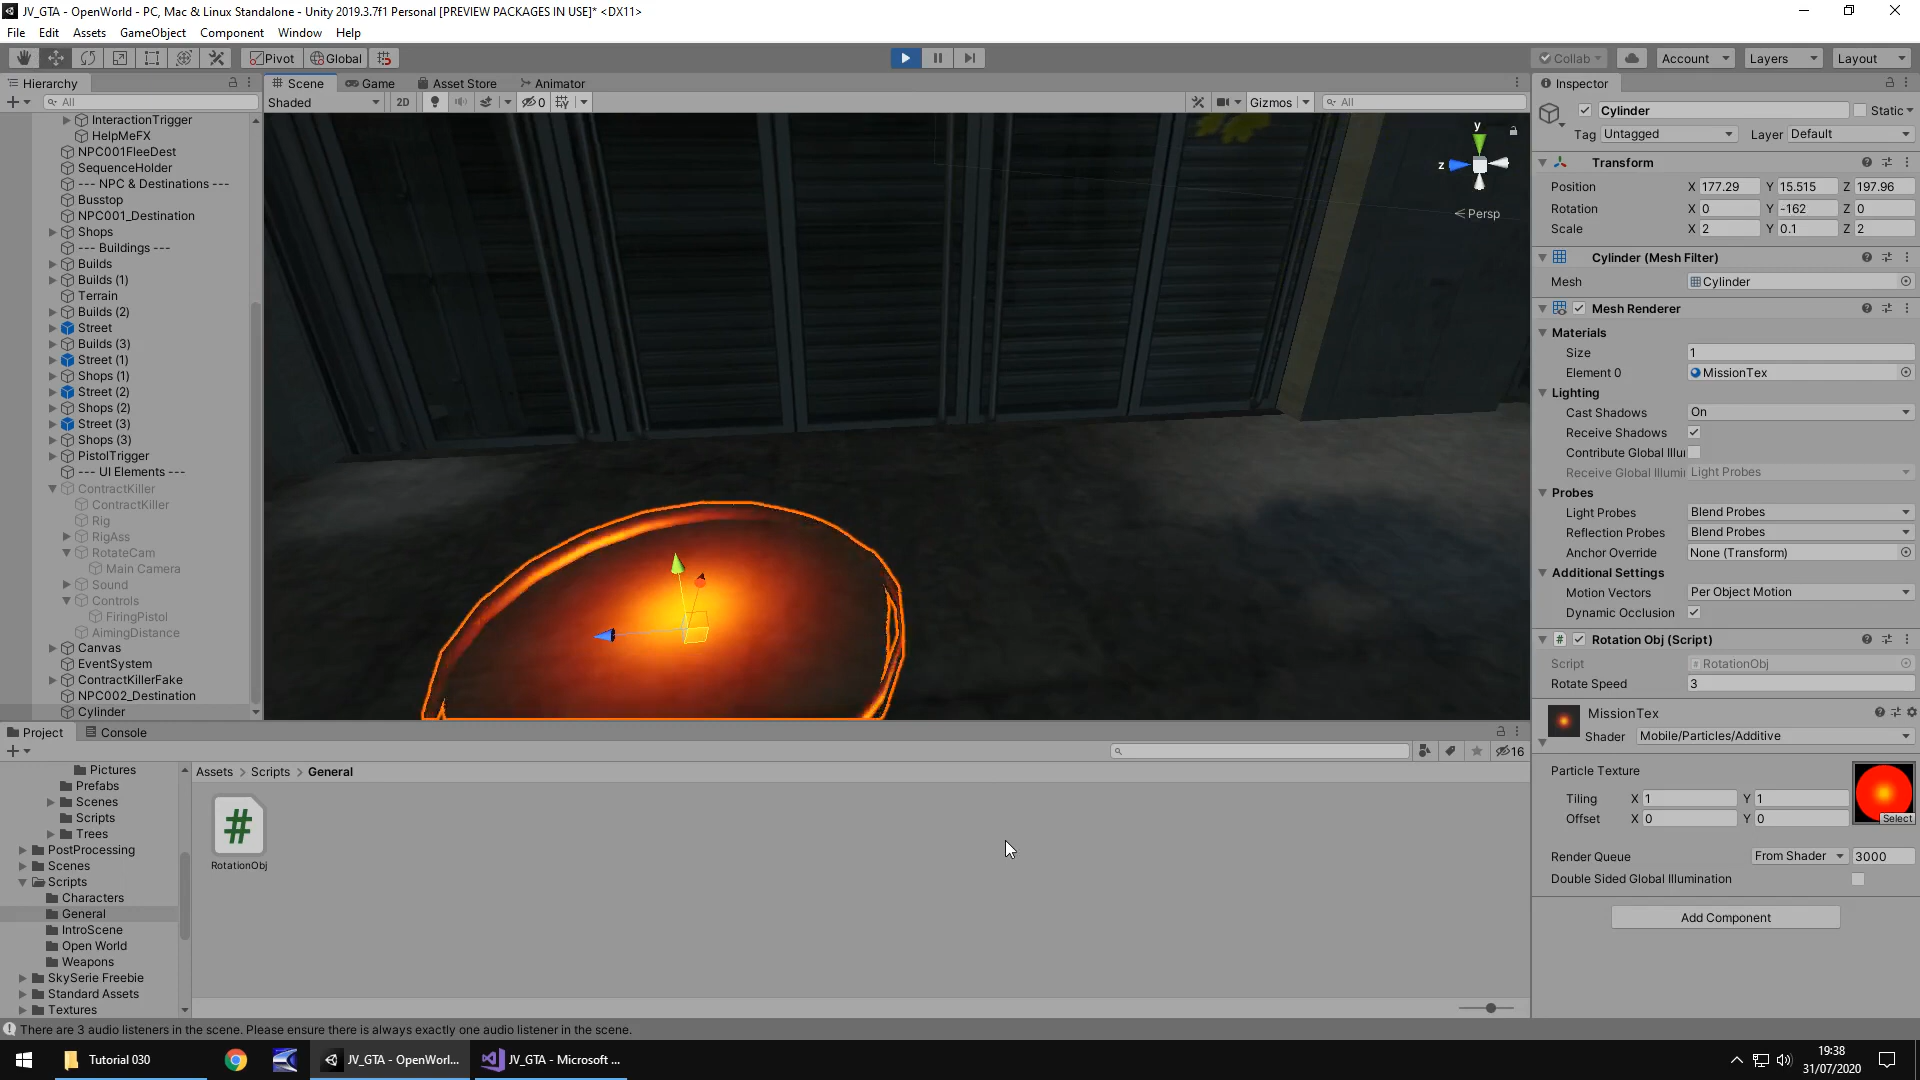 JV_GTA - OpenWorld - PC, Mac & Linux Standalone - Unity 2019.3.7f1 Personal [PREVIEW PACKAGES IN USE]* <DX11>
File Edit Assets GameObject Component Window Help
Pivot Global Collab Account Layers Layout
Hierarchy
All
InteractionTrigger
HelpMeFX
NPC001FleeDest
SequenceHolder
--- NPC & Destinations ---
Busstop
NPC001_Destination
Shops
--- Buildings ---
Builds
Builds (1)
Terrain
Builds (2)
Street
Builds (3)
Street (1)
Shops (1)
Street (2)
Shops (2)
Street (3)
Shops (3)
PistolTrigger
--- UI Elements ---
ContractKiller
ContractKiller
Rig
RigAss
RotateCam
Main Camera
Sound
Controls
FiringPistol
AimingDistance
Canvas
EventSystem
ContractKillerFake
NPC002_Destination
Cylinder
Scene Game Asset Store Animator
Shaded 2D 0 Gizmos All
y
z
Persp
Inspector
Cylinder Static
Tag Untagged Layer Default
Transform
Position X 177.29 Y 15.515 Z 197.96
Rotation X 0 Y -162 Z 0
Scale X 2 Y 0.1 Z 2
Cylinder (Mesh Filter)
Mesh Cylinder
Mesh Renderer
Materials
Size 1
Element 0 MissionTex
Lighting
Cast Shadows On
Receive Shadows
Contribute Global Illu
Receive Global Illumi Light Probes
Probes
Light Probes Blend Probes
Reflection Probes Blend Probes
Anchor Override None (Transform)
Additional Settings
Motion Vectors Per Object Motion
Dynamic Occlusion
Rotation Obj (Script)
Script RotationObj
Rotate Speed 3
MissionTex
Shader Mobile/Particles/Additive
Particle Texture
Tiling X 1 Y 1
Offset X 0 Y 0
Select
Render Queue From Shader 3000
Double Sided Global Illumination
Add Component
Project Console
16
Pictures
Prefabs
Scenes
Scripts
Trees
PostProcessing
Scenes
Scripts
Characters
General
IntroScene
Open World
Weapons
SkySerie Freebie
Standard Assets
Textures
Assets > Scripts > General
#
RotationObj
There are 3 audio listeners in the scene. Please ensure there is always exactly one audio listener in the scene.
Tutorial 030
JV_GTA - OpenWorl...
JV_GTA - Microsoft ...
19:38
31/07/2020